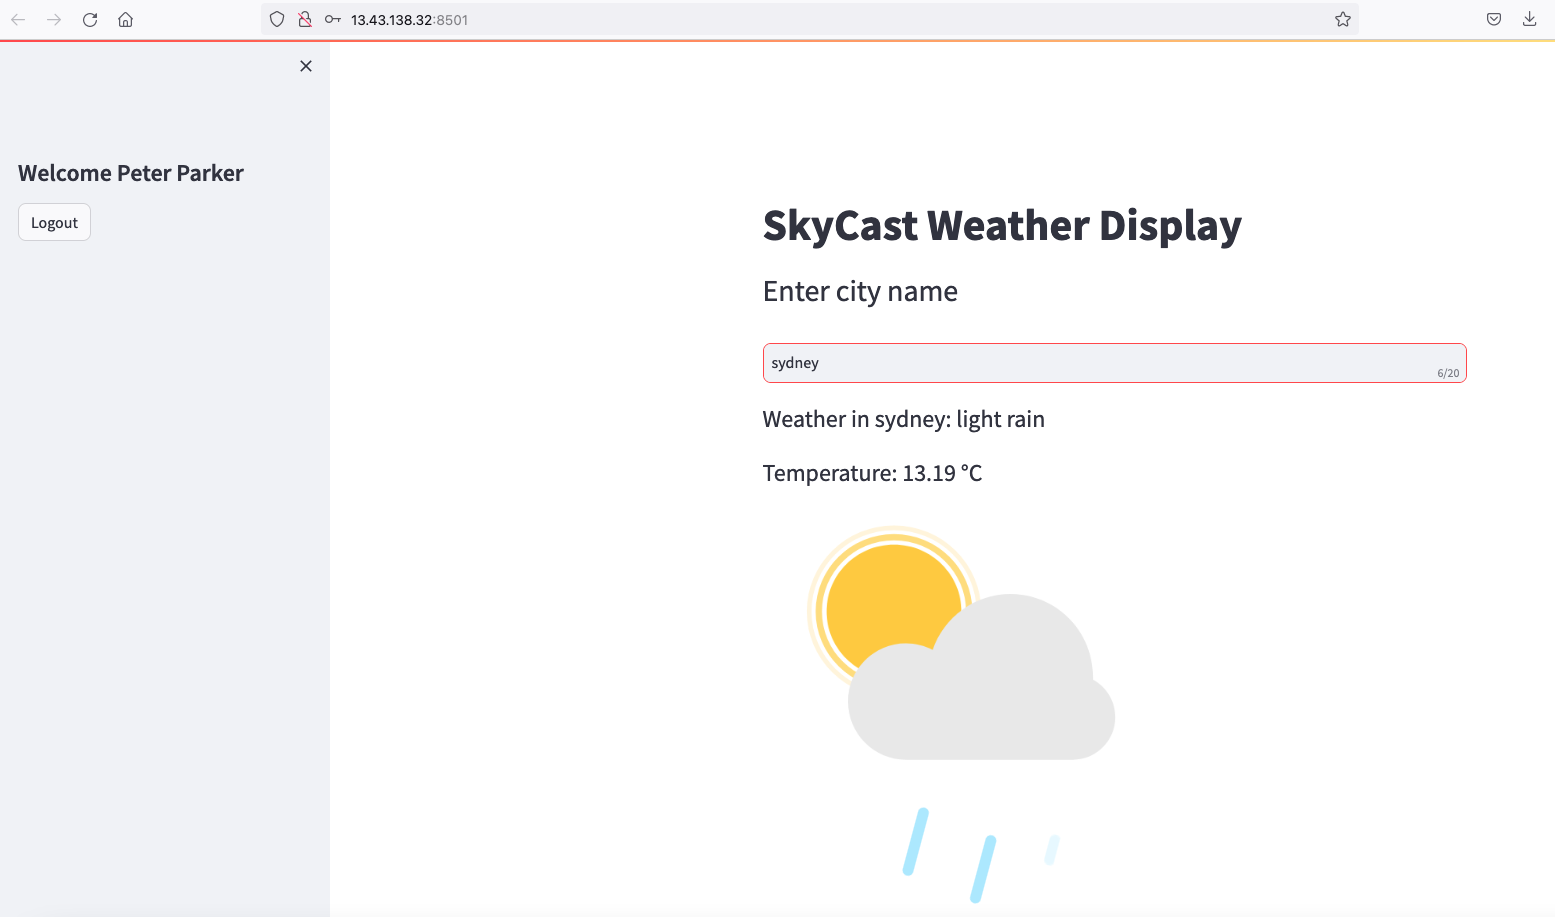 13.43.138.32:8501
Welcome Peter Parker
Logout
SkyCast Weather Display
Enter city name
sydney
6/20
Weather in sydney: light rain
Temperature: 13.19 °C